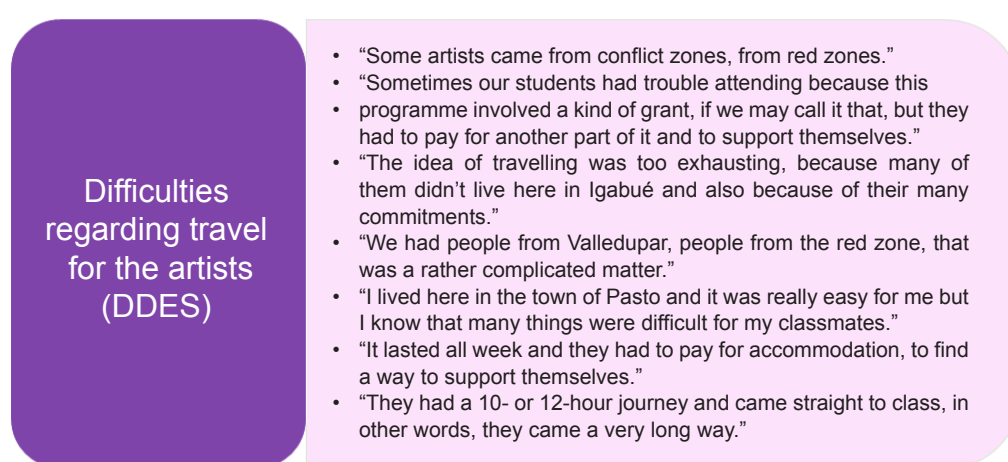 Difficulties
regarding travel
for the artists
(DDES)
• “Some artists came from conflict zones, from red zones.”
• “Sometimes our students had trouble attending because this
• programme involved a kind of grant, if we may call it that, but they
had to pay for another part of it and to support themselves.”
• “The idea of travelling was too exhausting, because many of
them didn’t live here in Igabué and also because of their many
commitments.”
• “We had people from Valledupar, people from the red zone, that
was a rather complicated matter.”
• “I lived here in the town of Pasto and it was really easy for me but
I know that many things were difficult for my classmates.”
• “It lasted all week and they had to pay for accommodation, to find
a way to support themselves.”
• “They had a 10- or 12-hour journey and came straight to class, in
other words, they came a very long way.”